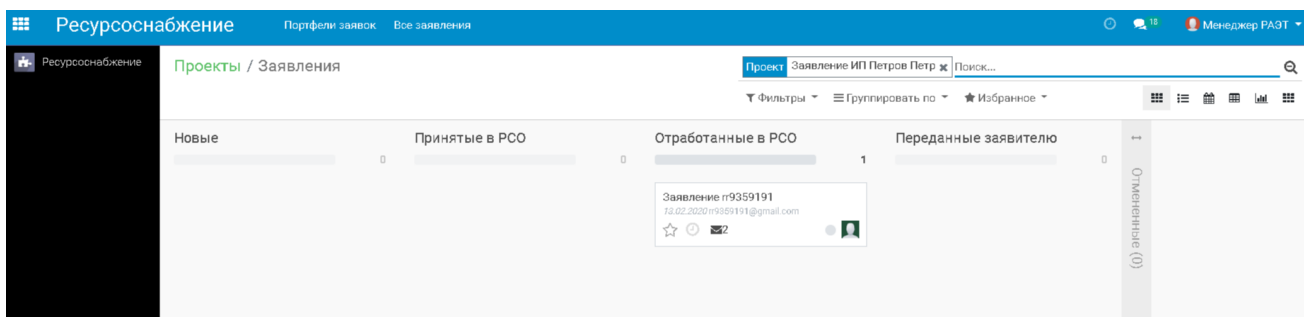 Ресурсоснабжение Портфели заявок Все заявления 18 Менеджер РАЭТ
Ресурсоснабжение
Проекты / Заявления
Проект Заявление ИП Петров Петр Поиск...
Фильтры Группировать по Избранное
Новые Принятые в РСО Отработанные в РСО Переданные заявителю
0 0 1 0
Отмененные (0)
Заявление rr9359191
13.02.2020 rr9359191@gmail.com
2